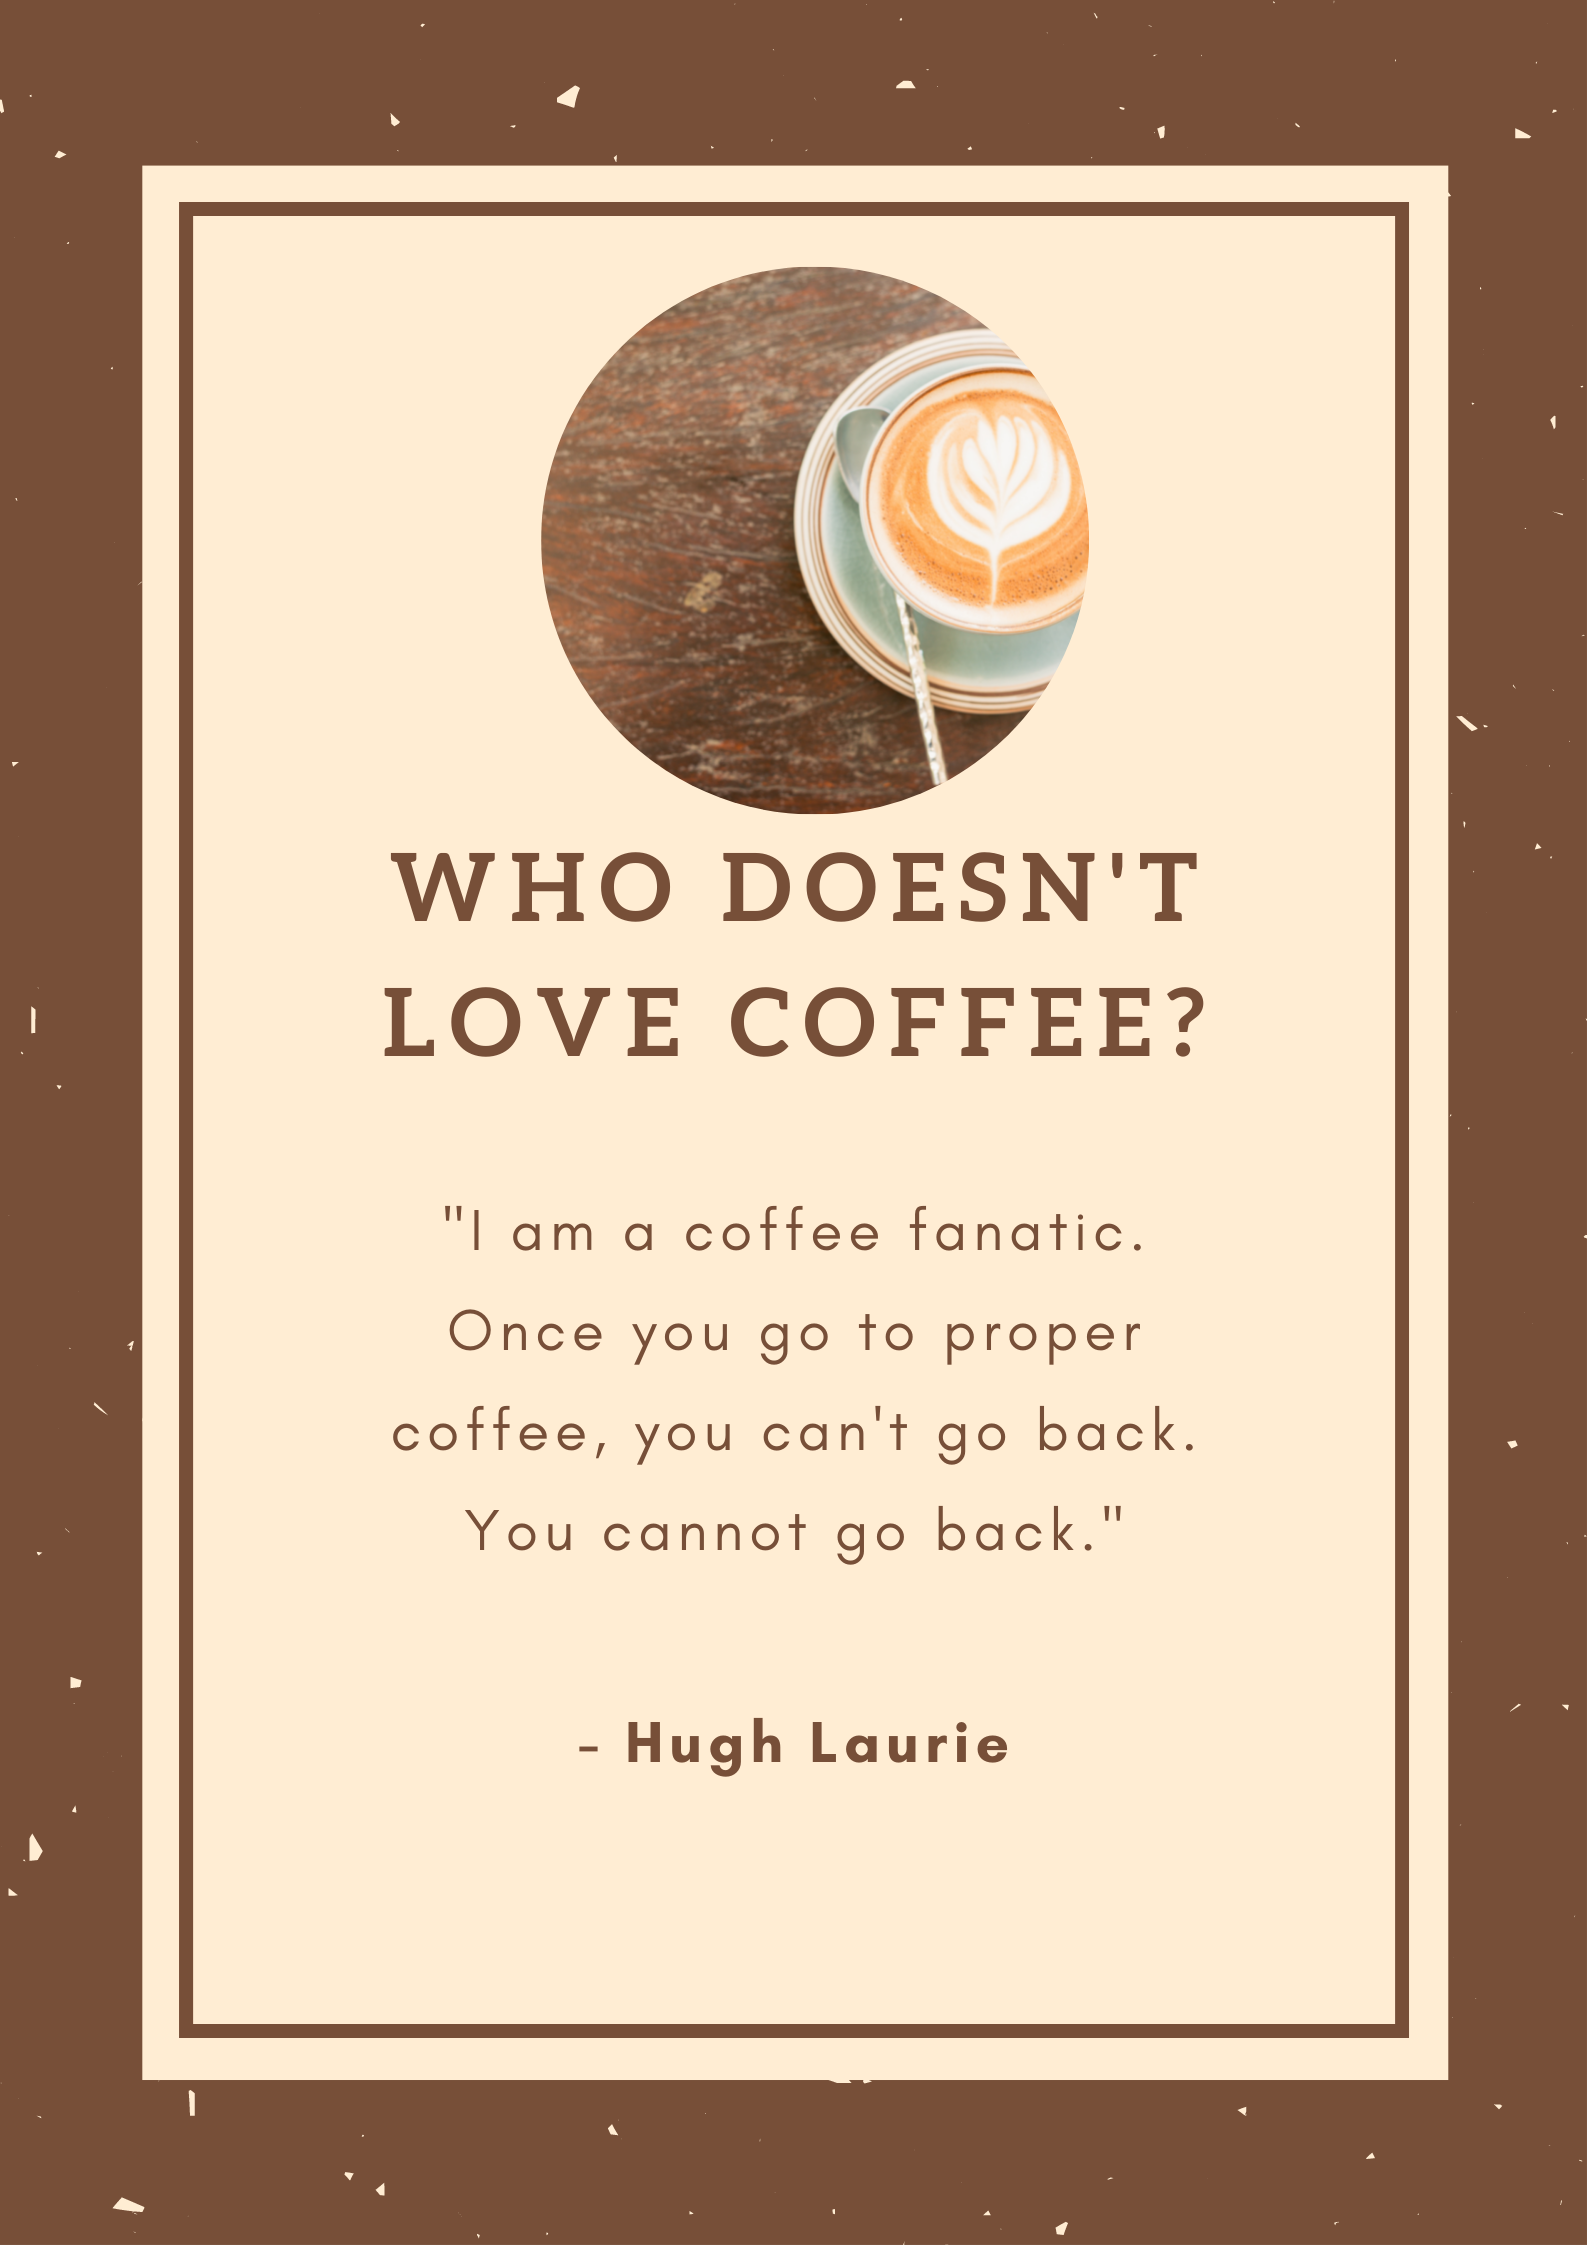 WHO DOESN'T
LOVE COFFEE?
"I am a coffee fanatic.
Once you go to proper
coffee, you can't go back.
You cannot go back."
- Hugh Laurie